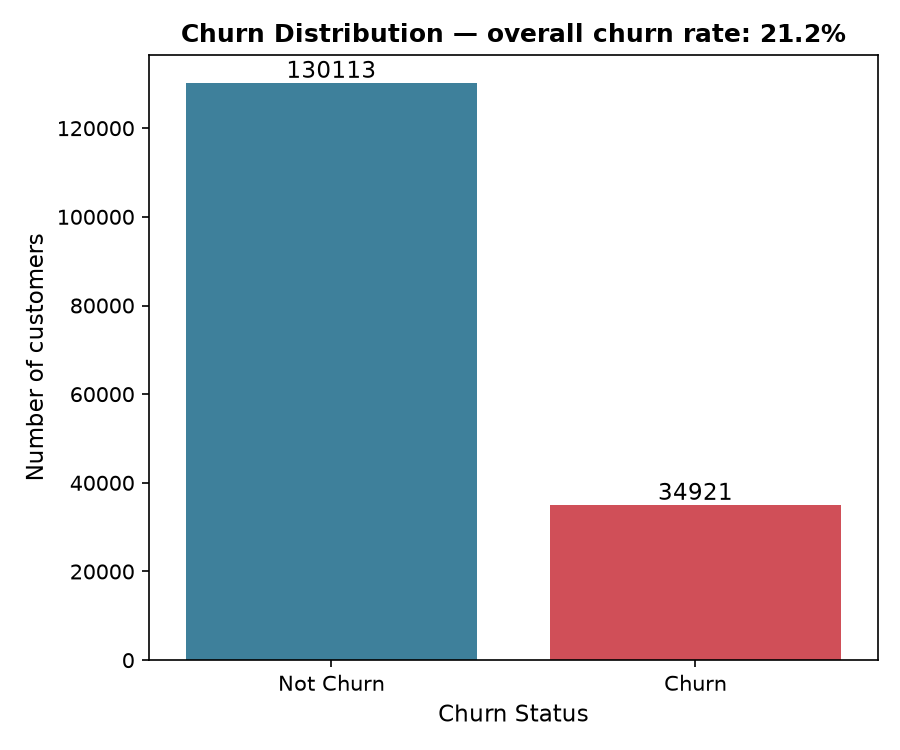 Churn Distribution — overall churn rate: 21.2%
130113
120000
100000
80000
60000
40000
20000
0
Number of customers
34921
Not Churn
Churn
Churn Status